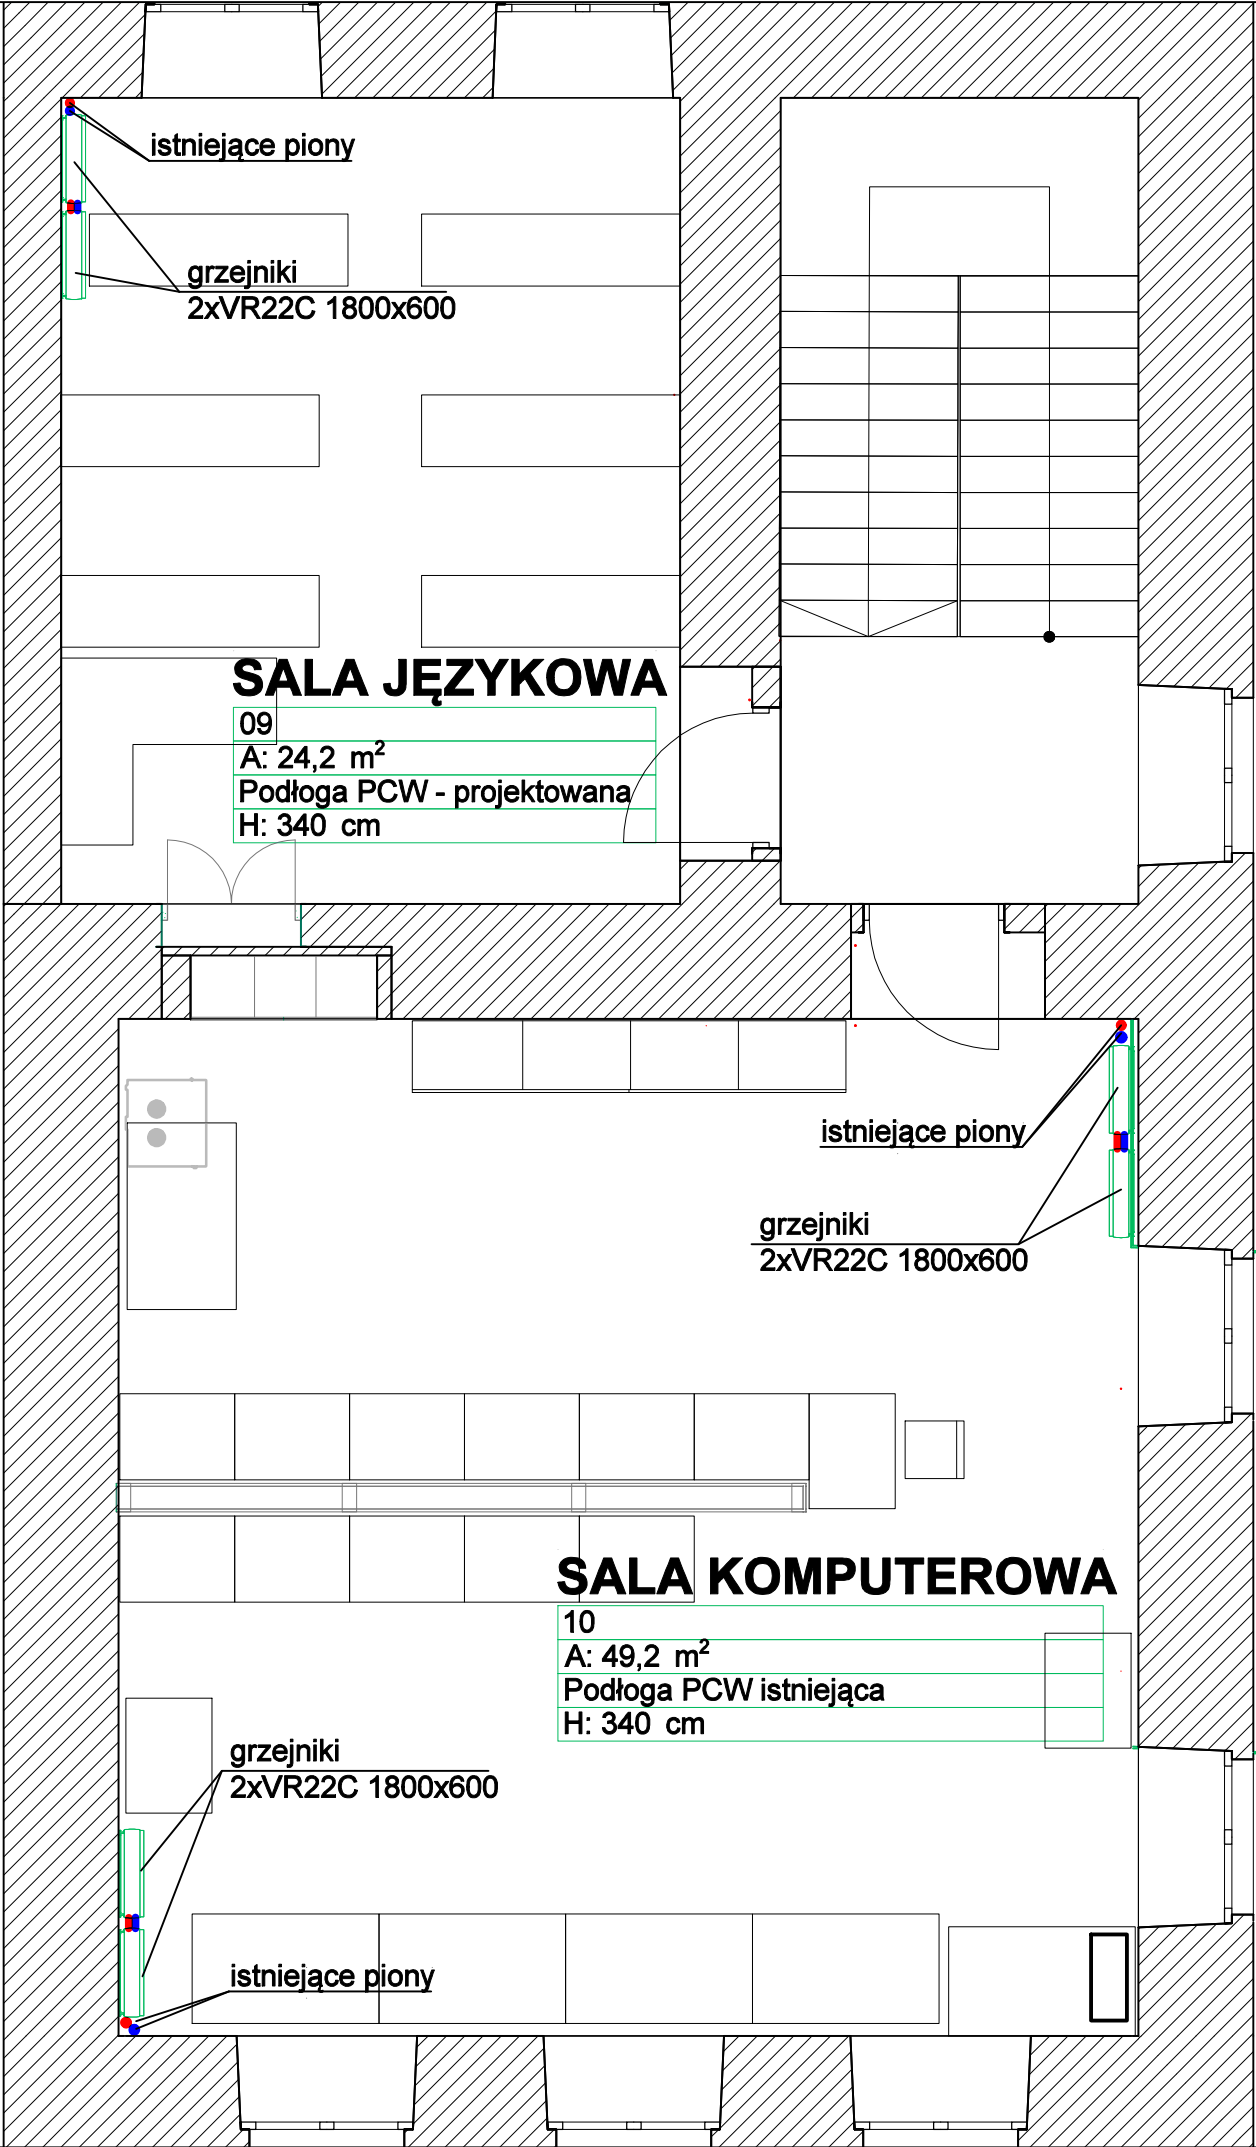 istniejące piony
grzejniki
2xVR22C 1800x600
SALA JĘZYKOWA
09
A: 24,2 m²
Podłoga PCW - projektowana
H: 340 cm
istniejące piony
grzejniki
2xVR22C 1800x600
SALA KOMPUTEROWA
10
A: 49,2 m²
Podłoga PCW istniejąca
H: 340 cm
grzejniki
2xVR22C 1800x600
istniejące piony